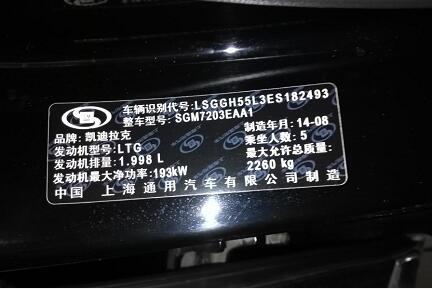 车辆识别代号: LSGGH55L3ES182493
整车型号: SGM7203EAA1
品牌: 凯迪拉克 制造年月: 14-08
发动机型号: LTG 乘坐人数: 5
发动机排量: 1.998 L 最大允许总质量:
发动机最大净功率: 193kW 2260 kg
中国 上海通用汽车有限公司制造